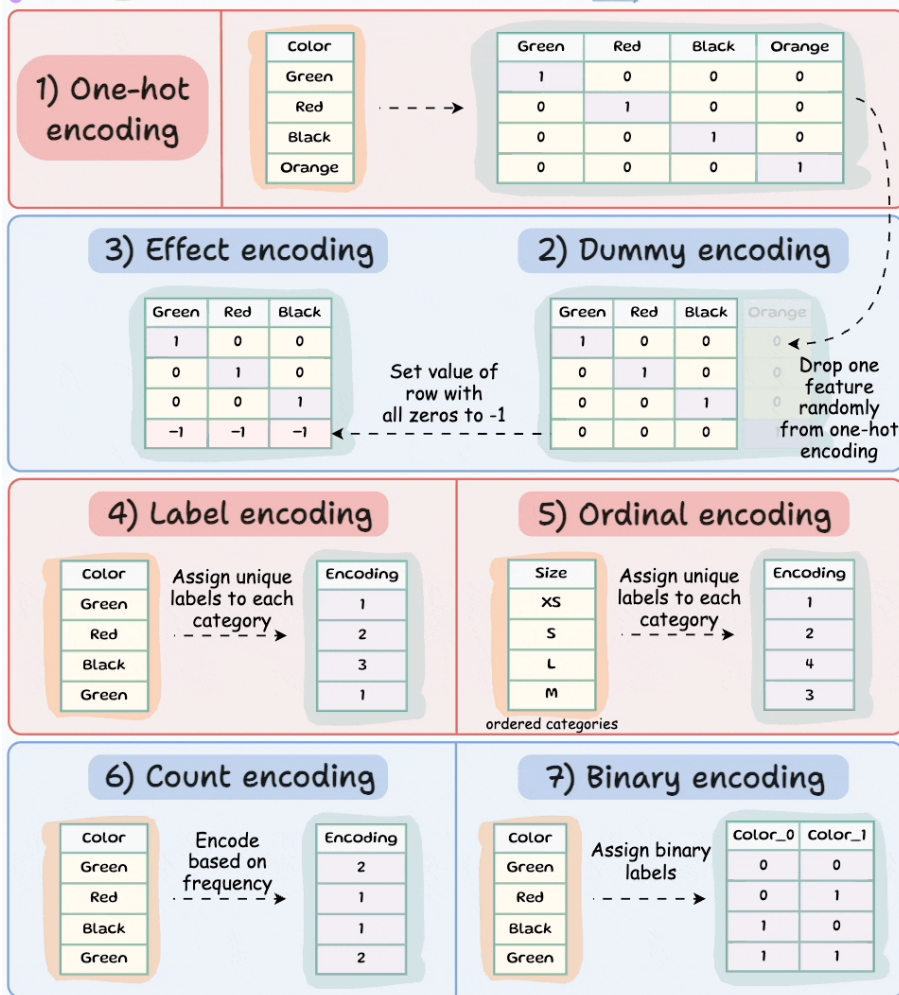 1) One-hot
encoding
Color
Green
Red
Black
Orange
Green Red Black Orange
1 0 0 0
0 1 0 0
0 0 1 0
0 0 0 1
3) Effect encoding
Green Red Black
1 0 0
0 1 0
0 0 1
-1 -1 -1
Set value of
row with
all zeros to -1
2) Dummy encoding
Green Red Black Orange
1 0 0 0
0 1 0 0
0 0 1 0
0 0 0 1
Drop one
feature
randomly
from one-hot
encoding
4) Label encoding
Color
Green
Red
Black
Green
Assign unique
labels to each
category
Encoding
1
2
3
1
5) Ordinal encoding
Size
XS
S
L
M
ordered categories
Assign unique
labels to each
category
Encoding
1
2
4
3
6) Count encoding
Color
Green
Red
Black
Green
Encode
based on
frequency
Encoding
2
1
1
2
7) Binary encoding
Color
Green
Red
Black
Green
Assign binary
labels
Color_0 Color_1
0 0
0 1
1 0
1 1